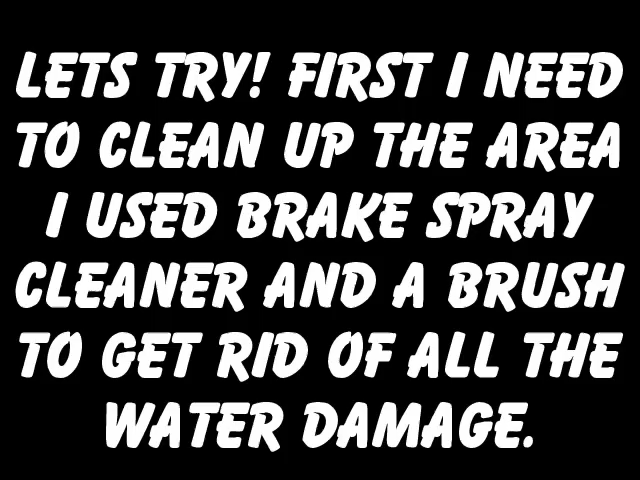 LETS TRY! FIRST I NEED
TO CLEAN UP THE AREA
I USED BRAKE SPRAY
CLEANER AND A BRUSH
TO GET RID OF ALL THE
WATER DAMAGE.